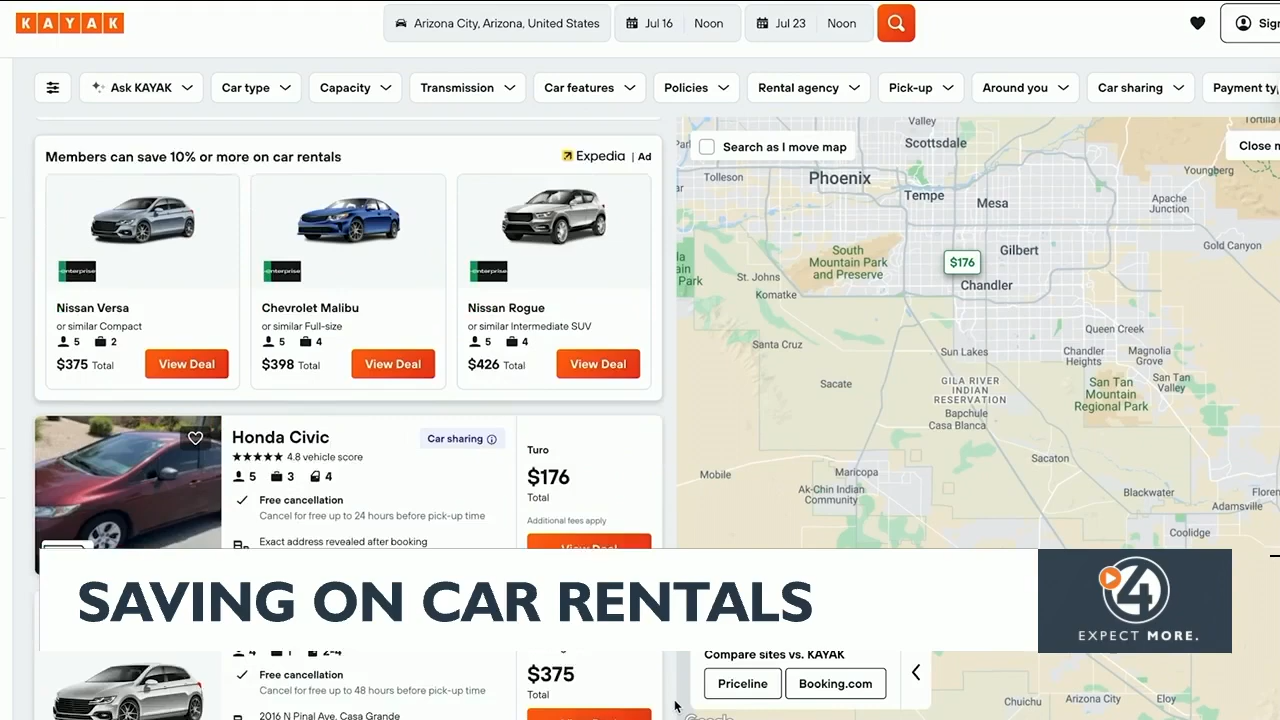 KAYAK
Arizona City, Arizona, United States
Jul 16 Noon
Jul 23 Noon
Ask KAYAK
Car type
Capacity
Transmission
Car features
Policies
Rental agency
Pick-up
Around you
Car sharing
Members can save 10% or more on car rentals
Expedia | Ad
enterprise
enterprise
enterprise
Nissan Versa
or similar Compact
5 2
$375 Total
View Deal
Chevrolet Malibu
or similar Full-size
5 4
$398 Total
View Deal
Nissan Rogue
or similar Intermediate SUV
5 4
$426 Total
View Deal
Honda Civic
Car sharing
4.8 vehicle score
5 3 4
Free cancellation
Cancel for free up to 24 hours before pick-up time
Exact address revealed after booking
Turo
$176
Total
Additional fees apply
View Deal
Search as I move map
Close m
Valley
Scottsdale
Tolleson
Phoenix
Tempe
Mesa
Youngberg
Apache
Junction
South
Mountain Park
and Preserve
$176
Gilbert
Gold Canyon
St. Johns
Komatke
Chandler
Queen Creek
Santa Cruz
Sun Lakes
Chandler
Heights
Magnolia
Grove
San Tan
Valley
Sacate
GILA RIVER
INDIAN
RESERVATION
San Tan
Mountain
Regional Park
Bapchule
Casa Blanca
Sacaton
Mobile
Maricopa
Ak-Chin Indian
Community
Blackwater
Adamsville
Coolidge
SAVING ON CAR RENTALS
4
EXPECT MORE.
Free cancellation
Cancel for free up to 48 hours before pick-up time
2016 N Pinal Ave, Casa Grande
$375
Total
Compare sites vs. KAYAK
Priceline
Booking.com
Google
Chuichu
Arizona City
Eloy